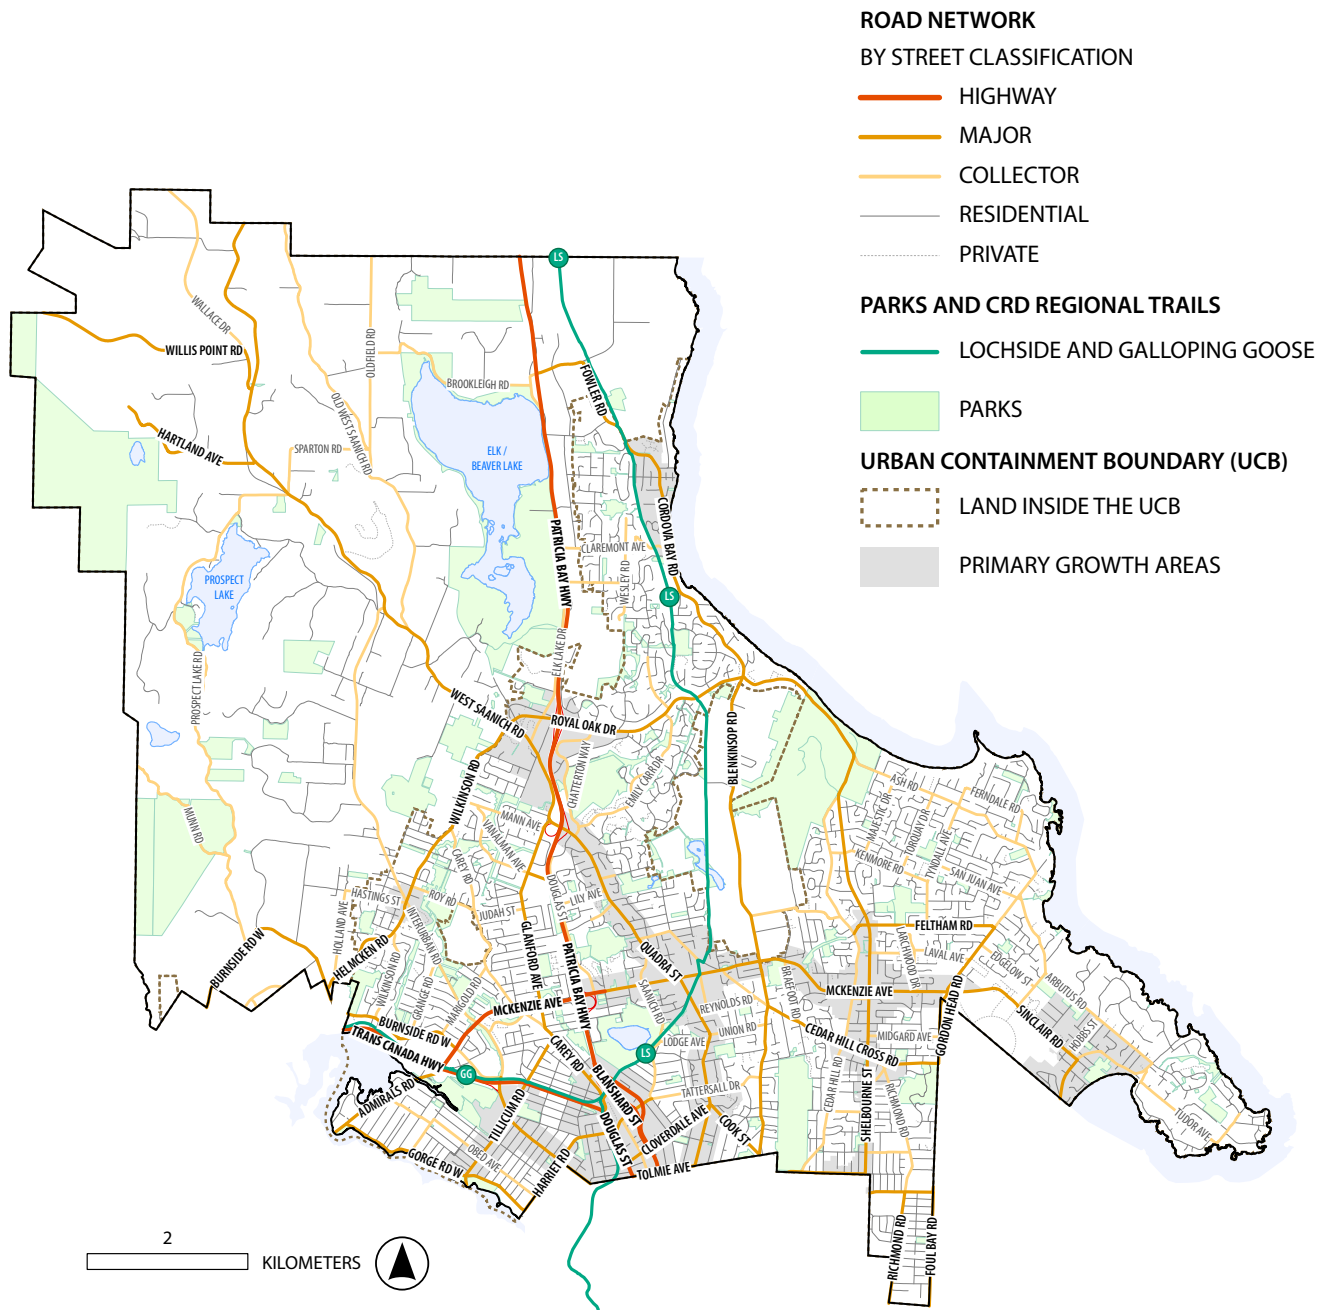 ROAD NETWORK
BY STREET CLASSIFICATION
HIGHWAY
MAJOR
COLLECTOR
RESIDENTIAL
PRIVATE
PARKS AND CRD REGIONAL TRAILS
LOCHSIDE AND GALLOPING GOOSE
PARKS
URBAN CONTAINMENT BOUNDARY (UCB)
LAND INSIDE THE UCB
PRIMARY GROWTH AREAS
LS
WALLACE DR
WILLIS POINT RD
OLDFIELD RD
BROOKLEIGH RD
FOWLER RD
OLD WEST SAANICH RD
HARTLAND AVE
SPARTON RD
ELK /
BEAVER LAKE
CORDOVA BAY RD
PATRICIA BAY HWY
CLAREMONT AVE
WESLEY RD
PROSPECT
LAKE
LS
ELK LAKE DR
PROSPECT LAKE RD
WEST SAANICH RD
ROYAL OAK DR
BLENKINSOP RD
CHATTERTON WAY
EMILY CARR DR
WILKINSON RD
MUNN RD
MANN AVE
VANALMAN AVE
CAREY RD
ASH RD
FERNDALE RD
MAJESTIC DR
TORQUAY DR
TYNDALL AVE
KENMORE RD
SAN JUAN AVE
HASTINGS ST
ROY RD
JUDAH ST
DOUGLAS ST
LILY AVE
HOLLAND AVE
INTERURBAN RD
GLANFORD AVE
PATRICIA BAY HWY
QUADRA ST
FELTHAM RD
LARCHWOOD DR
LAVAL AVE
EDGELOW ST
BURNSIDE RD W
HELMCKEN RD
WILKINSON RD
GRANGE RD
MARIGOLD RD
MCKENZIE AVE
SAANICH RD
REYNOLDS RD
BRAEFOOT RD
MCKENZIE AVE
GORDON HEAD RD
ARBUTUS RD
SINCLAIR RD
HOBBS ST
UNION RD
LODGE AVE
CEDAR HILL CROSS RD
MIDGARD AVE
BURNSIDE RD W
TRANS CANADA HWY
CAREY RD
LS
GG
BLANSHARD ST
TATTERSALL DR
CEDAR HILL RD
SHELBOURNE ST
RICHMOND RD
ADMIRALS RD
TILLICUM RD
DOUGLAS ST
CLOVERDALE AVE
COOK ST
TUDOR AVE
OBED AVE
GORGE RD W
HARRIET RD
TOLMIE AVE
RICHMOND RD
FOUL BAY RD
2
KILOMETERS